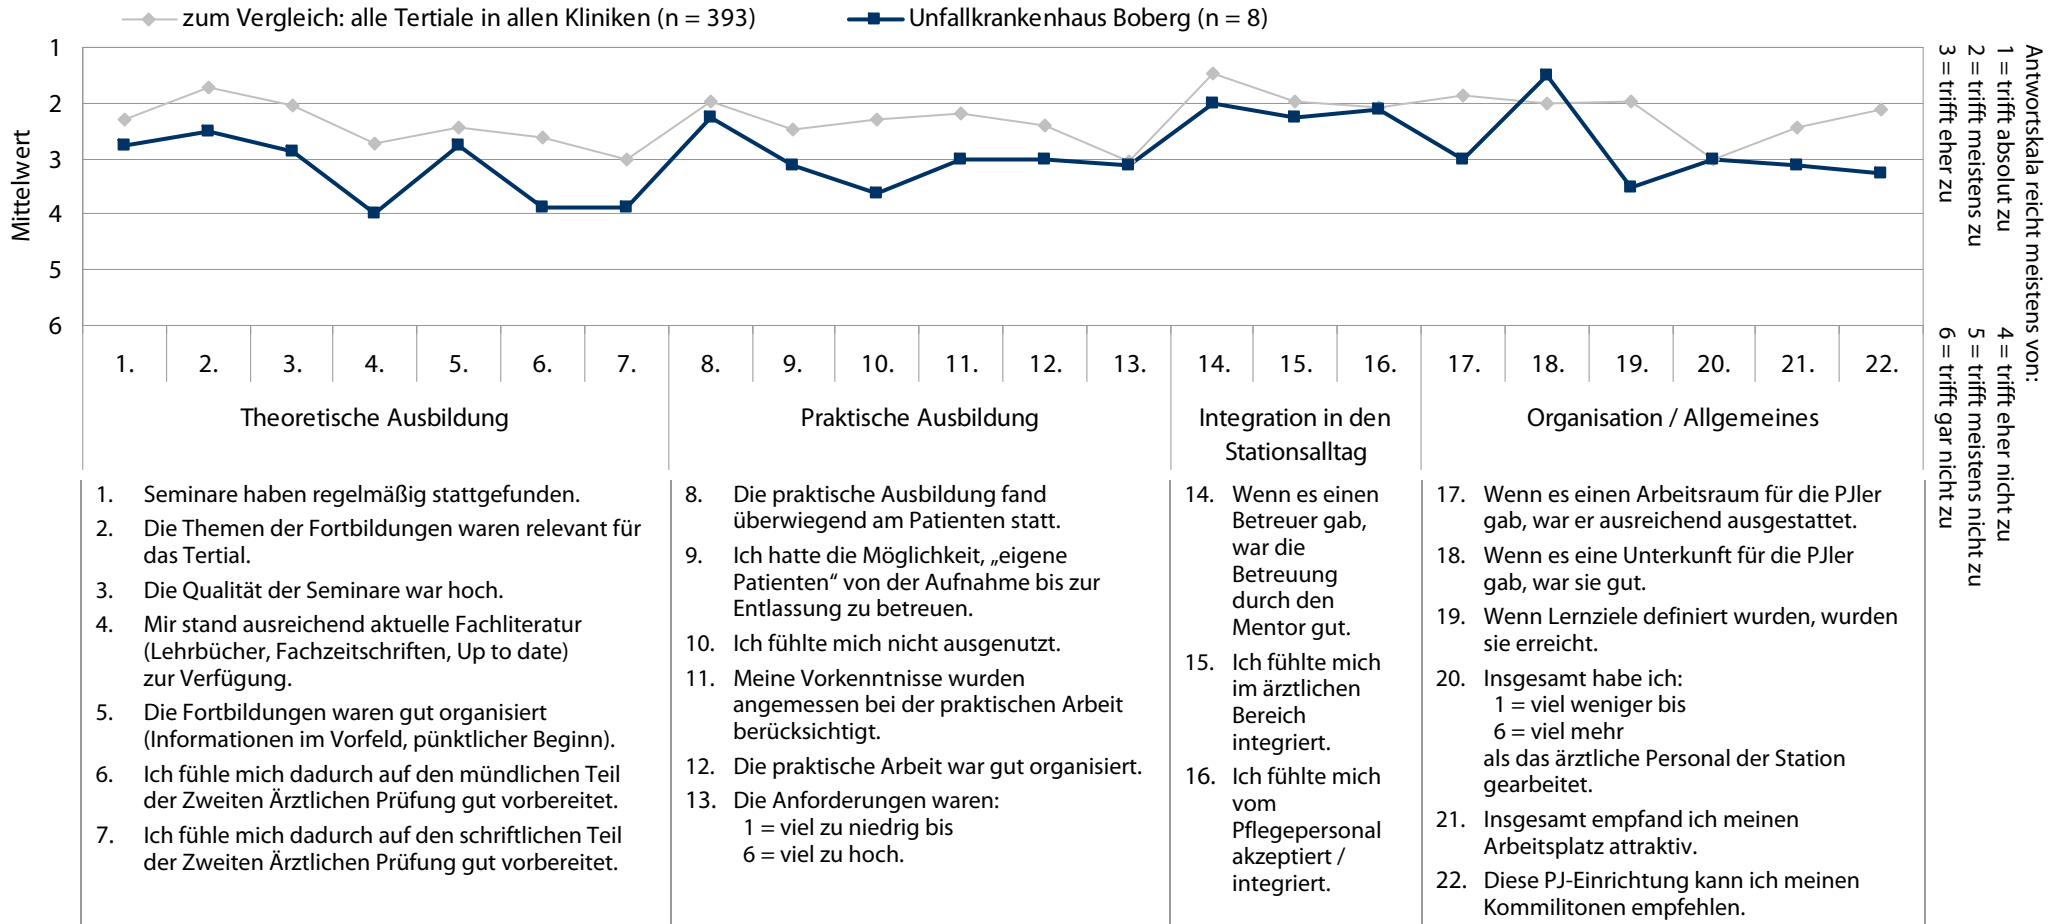 zum Vergleich: alle Tertiale in allen Kliniken (n = 393)
Unfallkrankenhaus Boberg (n = 8)
Mittelwert
1
2
3
4
5
6
Antwortskala reicht meistens von:
1 = trifft absolut zu
2 = trifft meistens zu
3 = trifft eher zu
4 = trifft eher nicht zu
5 = trifft meistens nicht zu
6 = trifft gar nicht zu
1. 2. 3. 4. 5. 6. 7. 8. 9. 10. 11. 12. 13. 14. 15. 16. 17. 18. 19. 20. 21. 22.
Theoretische Ausbildung
Praktische Ausbildung
Integration in den
Stationsalltag
Organisation / Allgemeines
1. Seminare haben regelmäßig stattgefunden.
2. Die Themen der Fortbildungen waren relevant für
das Tertial.
3. Die Qualität der Seminare war hoch.
4. Mir stand ausreichend aktuelle Fachliteratur
(Lehrbücher, Fachzeitschriften, Up to date)
zur Verfügung.
5. Die Fortbildungen waren gut organisiert
(Informationen im Vorfeld, pünktlicher Beginn).
6. Ich fühle mich dadurch auf den mündlichen Teil
der Zweiten Ärztlichen Prüfung gut vorbereitet.
7. Ich fühle mich dadurch auf den schriftlichen Teil
der Zweiten Ärztlichen Prüfung gut vorbereitet.
8. Die praktische Ausbildung fand
überwiegend am Patienten statt.
9. Ich hatte die Möglichkeit, „eigene
Patienten“ von der Aufnahme bis zur
Entlassung zu betreuen.
10. Ich fühlte mich nicht ausgenutzt.
11. Meine Vorkenntnisse wurden
angemessen bei der praktischen Arbeit
berücksichtigt.
12. Die praktische Arbeit war gut organisiert.
13. Die Anforderungen waren:
1 = viel zu niedrig bis
6 = viel zu hoch.
14. Wenn es einen
Betreuer gab,
war die
Betreuung
durch den
Mentor gut.
15. Ich fühlte mich
im ärztlichen
Bereich
integriert.
16. Ich fühlte mich
vom
Pflegepersonal
akzeptiert /
integriert.
17. Wenn es einen Arbeitsraum für die PJler
gab, war er ausreichend ausgestattet.
18. Wenn es eine Unterkunft für die PJler
gab, war sie gut.
19. Wenn Lernziele definiert wurden, wurden
sie erreicht.
20. Insgesamt habe ich:
1 = viel weniger bis
6 = viel mehr
als das ärztliche Personal der Station
gearbeitet.
21. Insgesamt empfand ich meinen
Arbeitsplatz attraktiv.
22. Diese PJ-Einrichtung kann ich meinen
Kommilitonen empfehlen.